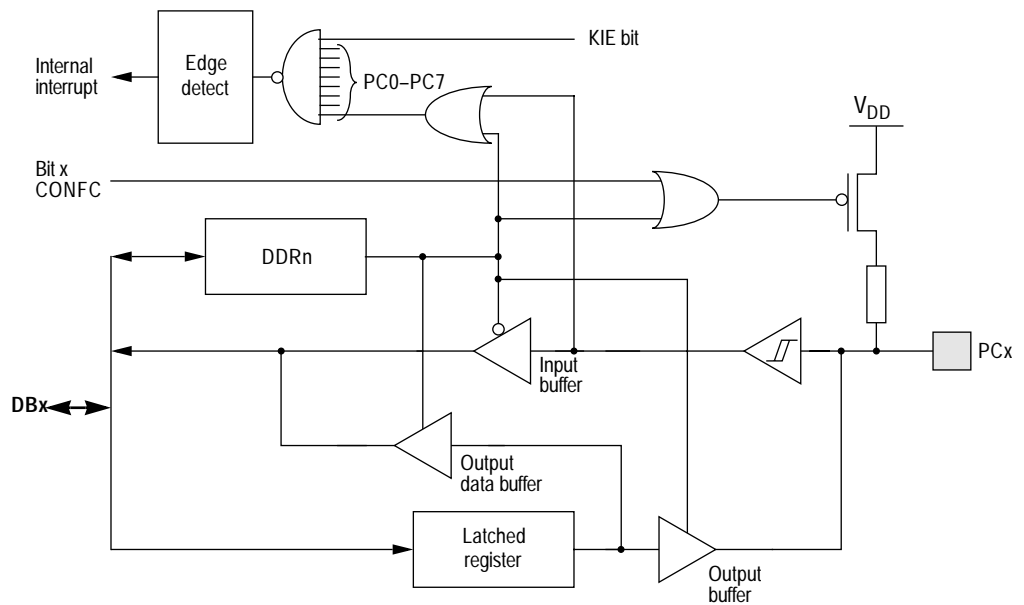 KIE bit
Internal
interrupt
Edge
detect
PC0–PC7
VDD
Bit x
CONFC
DDRn
Input
buffer
PCx
DBx
Output
data buffer
Latched
register
Output
buffer